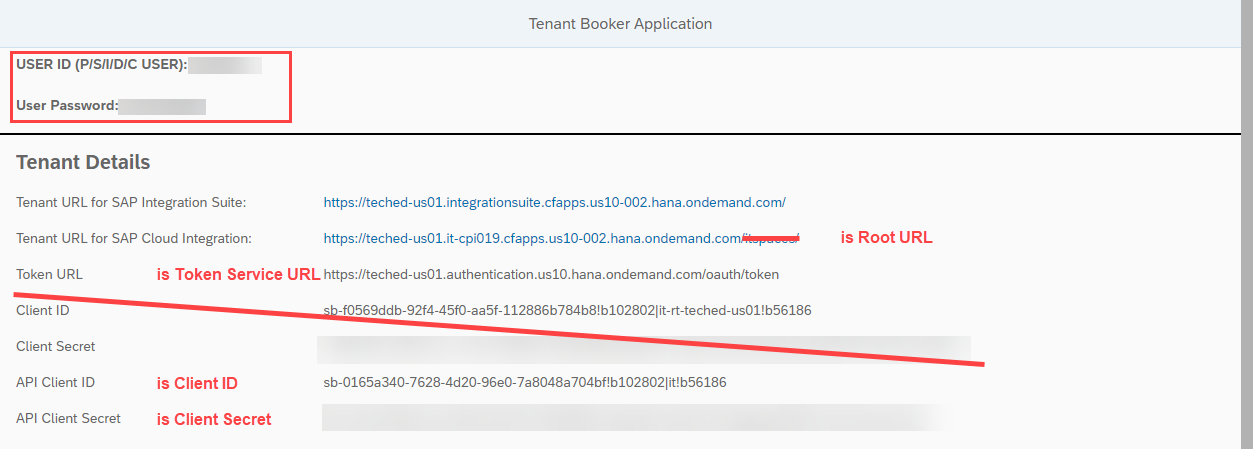 Tenant Booker Application
USER ID (P/S/I/D/C USER):
User Password:
Tenant Details
Tenant URL for SAP Integration Suite: https://teched-us01.integrationsuite.cfapps.us10-002.hana.ondemand.com/
Tenant URL for SAP Cloud Integration: https://teched-us01.it-cpi019.cfapps.us10-002.hana.ondemand.com/itspaces/ is Root URL
Token URL is Token Service URL https://teched-us01.authentication.us10.hana.ondemand.com/oauth/token
Client ID sb-f0569ddb-92f4-45f0-aa5f-112886b784b8!b102802|it-rt-teched-us01!b56186
Client Secret
API Client ID is Client ID sb-0165a340-7628-4d20-96e0-7a8048a704bf!b102802|it!b56186
API Client Secret is Client Secret